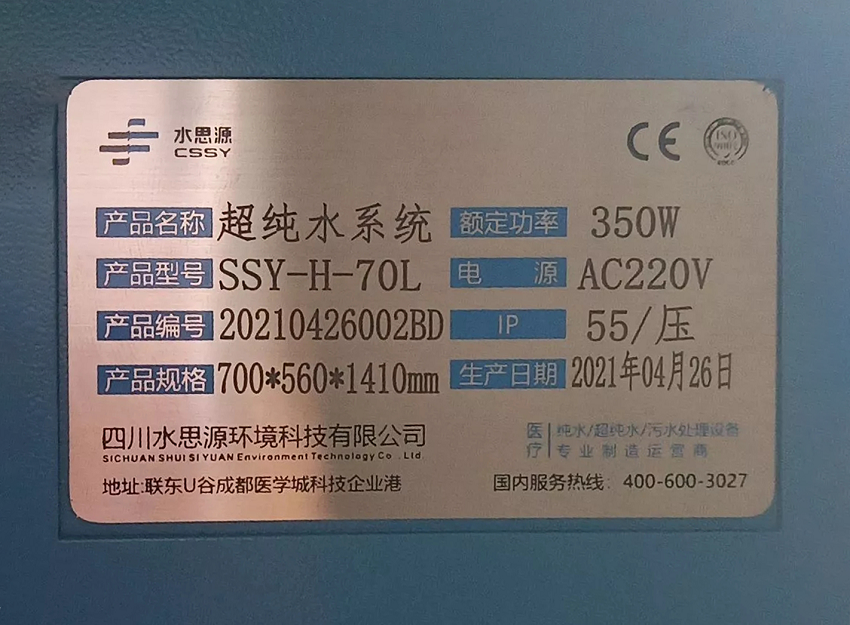 水思源
CSSY
CE
ISO
产品名称 超纯水系统 额定功率 350W
产品型号 SSY-H-70L 电 源 AC220V
产品编号 20210426002BD IP 55/压
产品规格 700*560*1410mm 生产日期 2021年04月26日
四川水思源环境科技有限公司
SICHUAN SHUI SI YUAN Environment Technology Co . Ltd
医疗 纯水/超纯水/污水处理设备
专业制造运营商
地址:联东U谷成都医学城科技企业港
国内服务热线: 400-600-3027